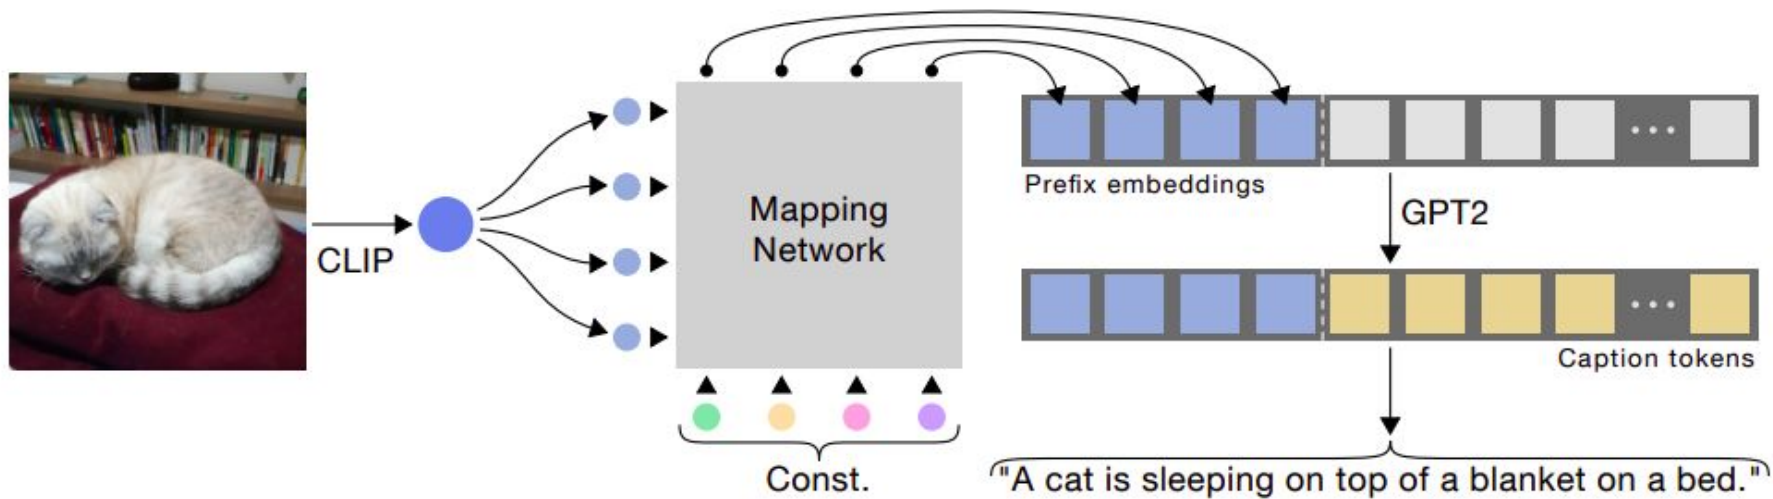 CLIP
Mapping
Network
Const.
Prefix embeddings
GPT2
Caption tokens
"A cat is sleeping on top of a blanket on a bed."